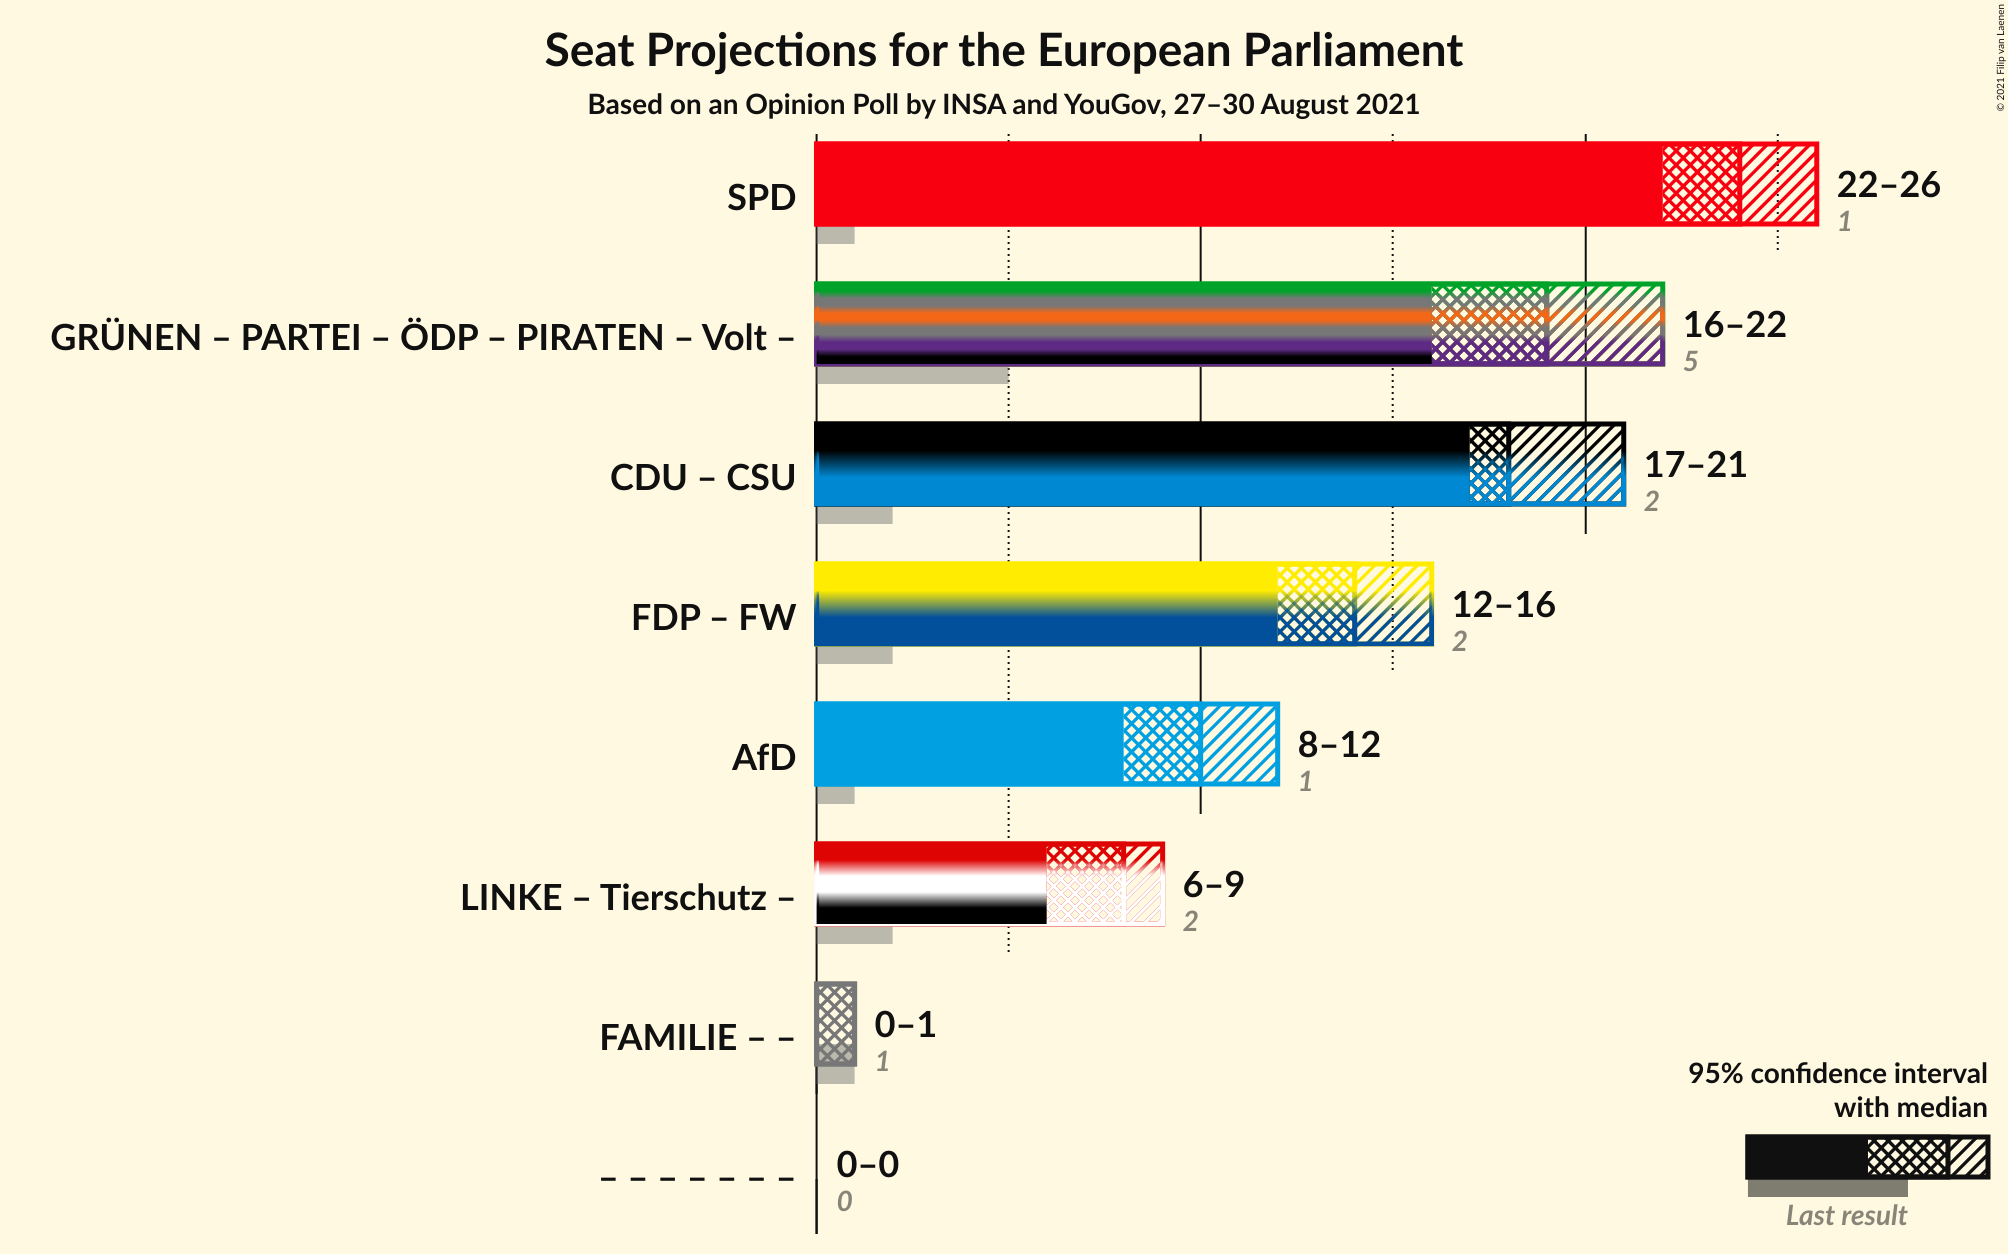 Seat Projections for the European Parliament
Based on an Opinion Poll by INSA and YouGov, 27–30 August 2021
© 2021 Filip van Laenen
SPD
22–26
1
GRÜNEN – PARTEI – ÖDP – PIRATEN – Volt –
16–22
5
CDU – CSU
17–21
2
FDP – FW
12–16
2
AfD
8–12
1
LINKE – Tierschutz –
6–9
2
FAMILIE – –
0–1
1
– – – – – – –
0–0
0
95% confidence interval
with median
Last result